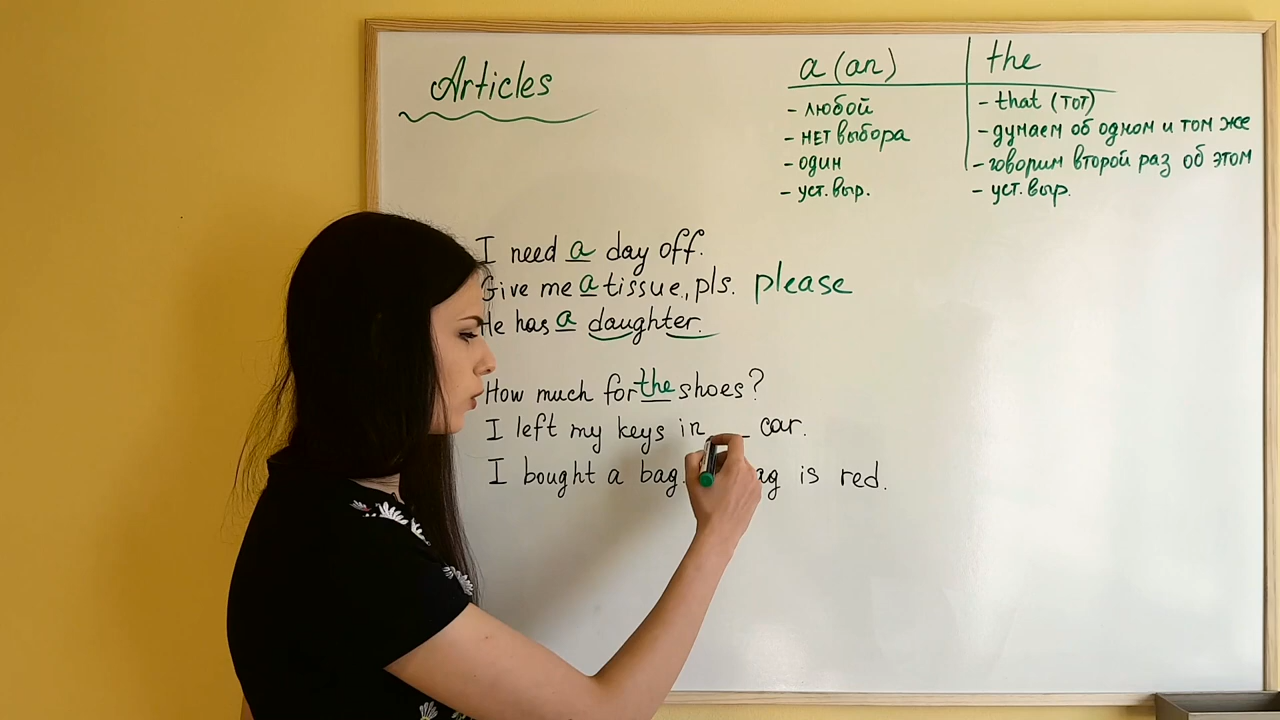 Articles
a (an)
- любой
- нет выбора
- один
- уст. выр.
the
- that (тот)
- думаем об одном и том же
- говорим второй раз об этом
- уст. выр.
I need a day off.
Give me a tissue, pls. please
He has a daughter.
How much for the shoes?
I left my keys in __ car.
I bought a bag. is red.